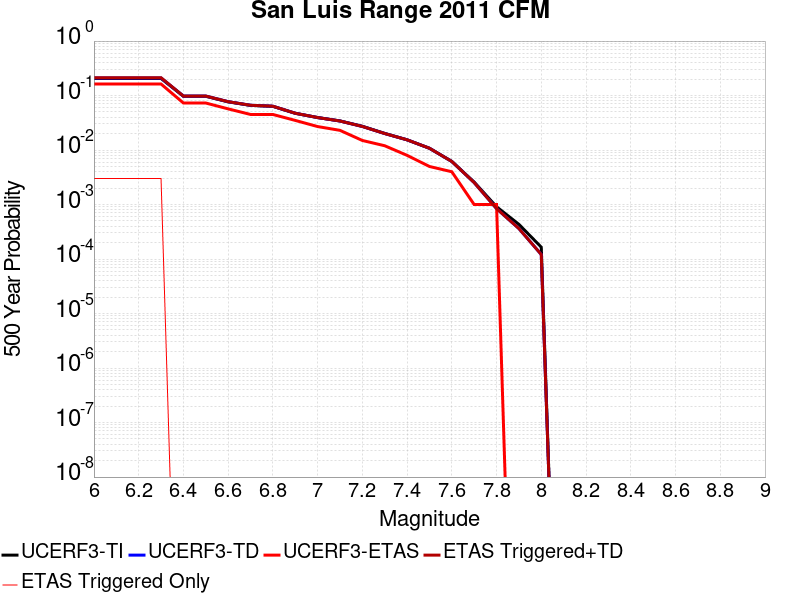 San Luis Range 2011 CFM
10^0
10^-1
10^-2
10^-3
10^-4
10^-5
10^-6
10^-7
10^-8
500 Year Probability
6 6.2 6.4 6.6 6.8 7 7.2 7.4 7.6 7.8 8 8.2 8.4 8.6 8.8 9
Magnitude
UCERF3-TI UCERF3-TD UCERF3-ETAS ETAS Triggered+TD
ETAS Triggered Only